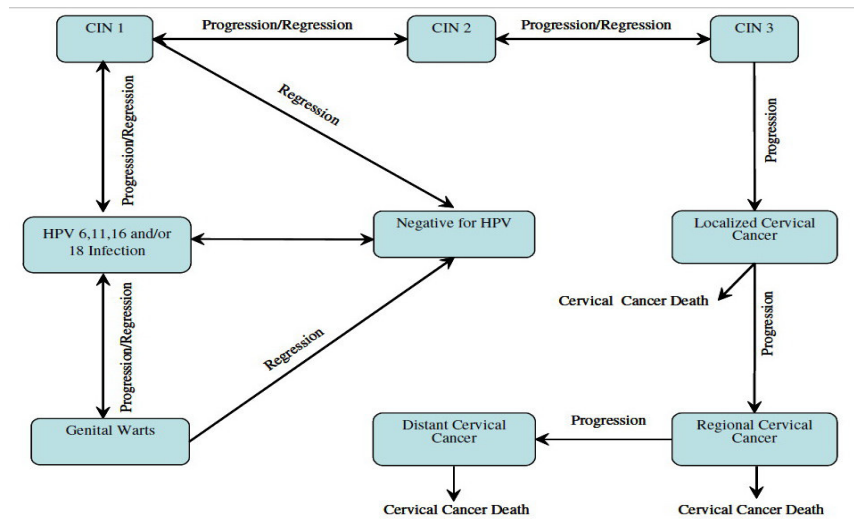 CIN 1
Progression/Regression
CIN 2
Progression/Regression
CIN 3
Progression/Regression
Regression
Progression
HPV 6,11,16 and/or
18 Infection
Negative for HPV
Localized Cervical
Cancer
Cervical Cancer Death
Progression/Regression
Regression
Progression
Genital Warts
Distant Cervical
Cancer
Progression
Regional Cervical
Cancer
Cervical Cancer Death
Cervical Cancer Death